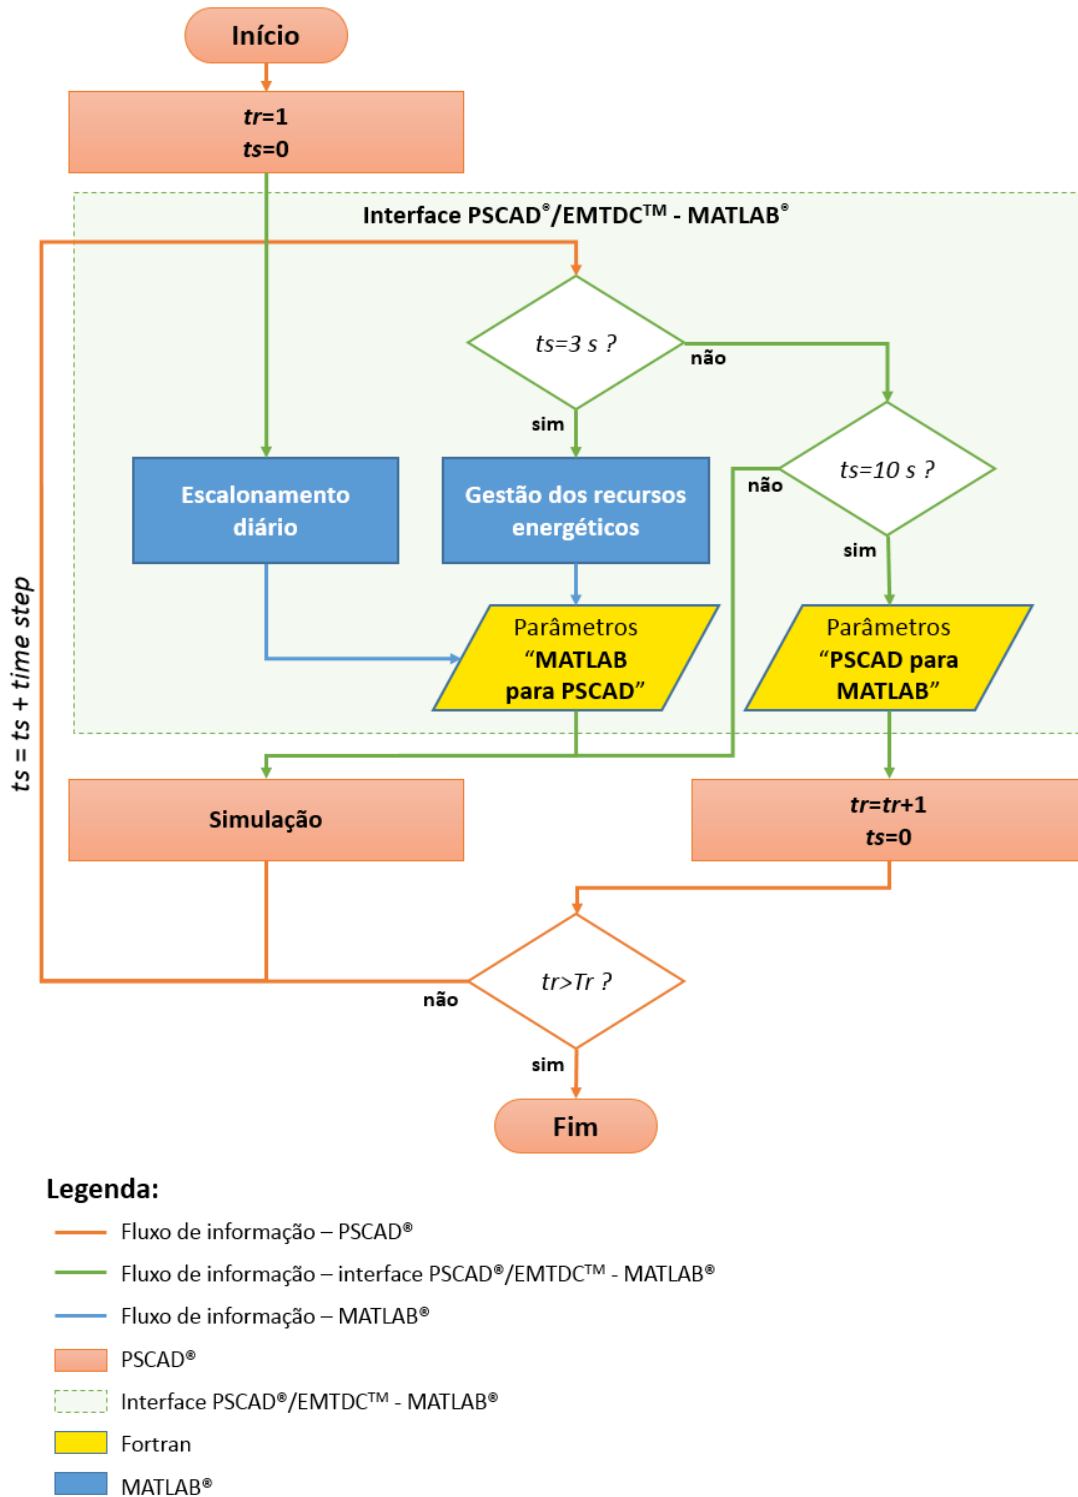 Início
tr=1
ts=0
Interface PSCAD®/EMTDC™ - MATLAB®
ts=3 s ?
não
sim
ts=10 s ?
não
sim
Escalonamento
diário
Gestão dos recursos
energéticos
Parâmetros
“MATLAB
para PSCAD”
Parâmetros
“PSCAD para
MATLAB”
ts = ts + time step
Simulação
tr=tr+1
ts=0
tr>Tr ?
não
sim
Fim
Legenda:
Fluxo de informação – PSCAD®
Fluxo de informação – interface PSCAD®/EMTDC™ - MATLAB®
Fluxo de informação – MATLAB®
PSCAD®
Interface PSCAD®/EMTDC™ - MATLAB®
Fortran
MATLAB®